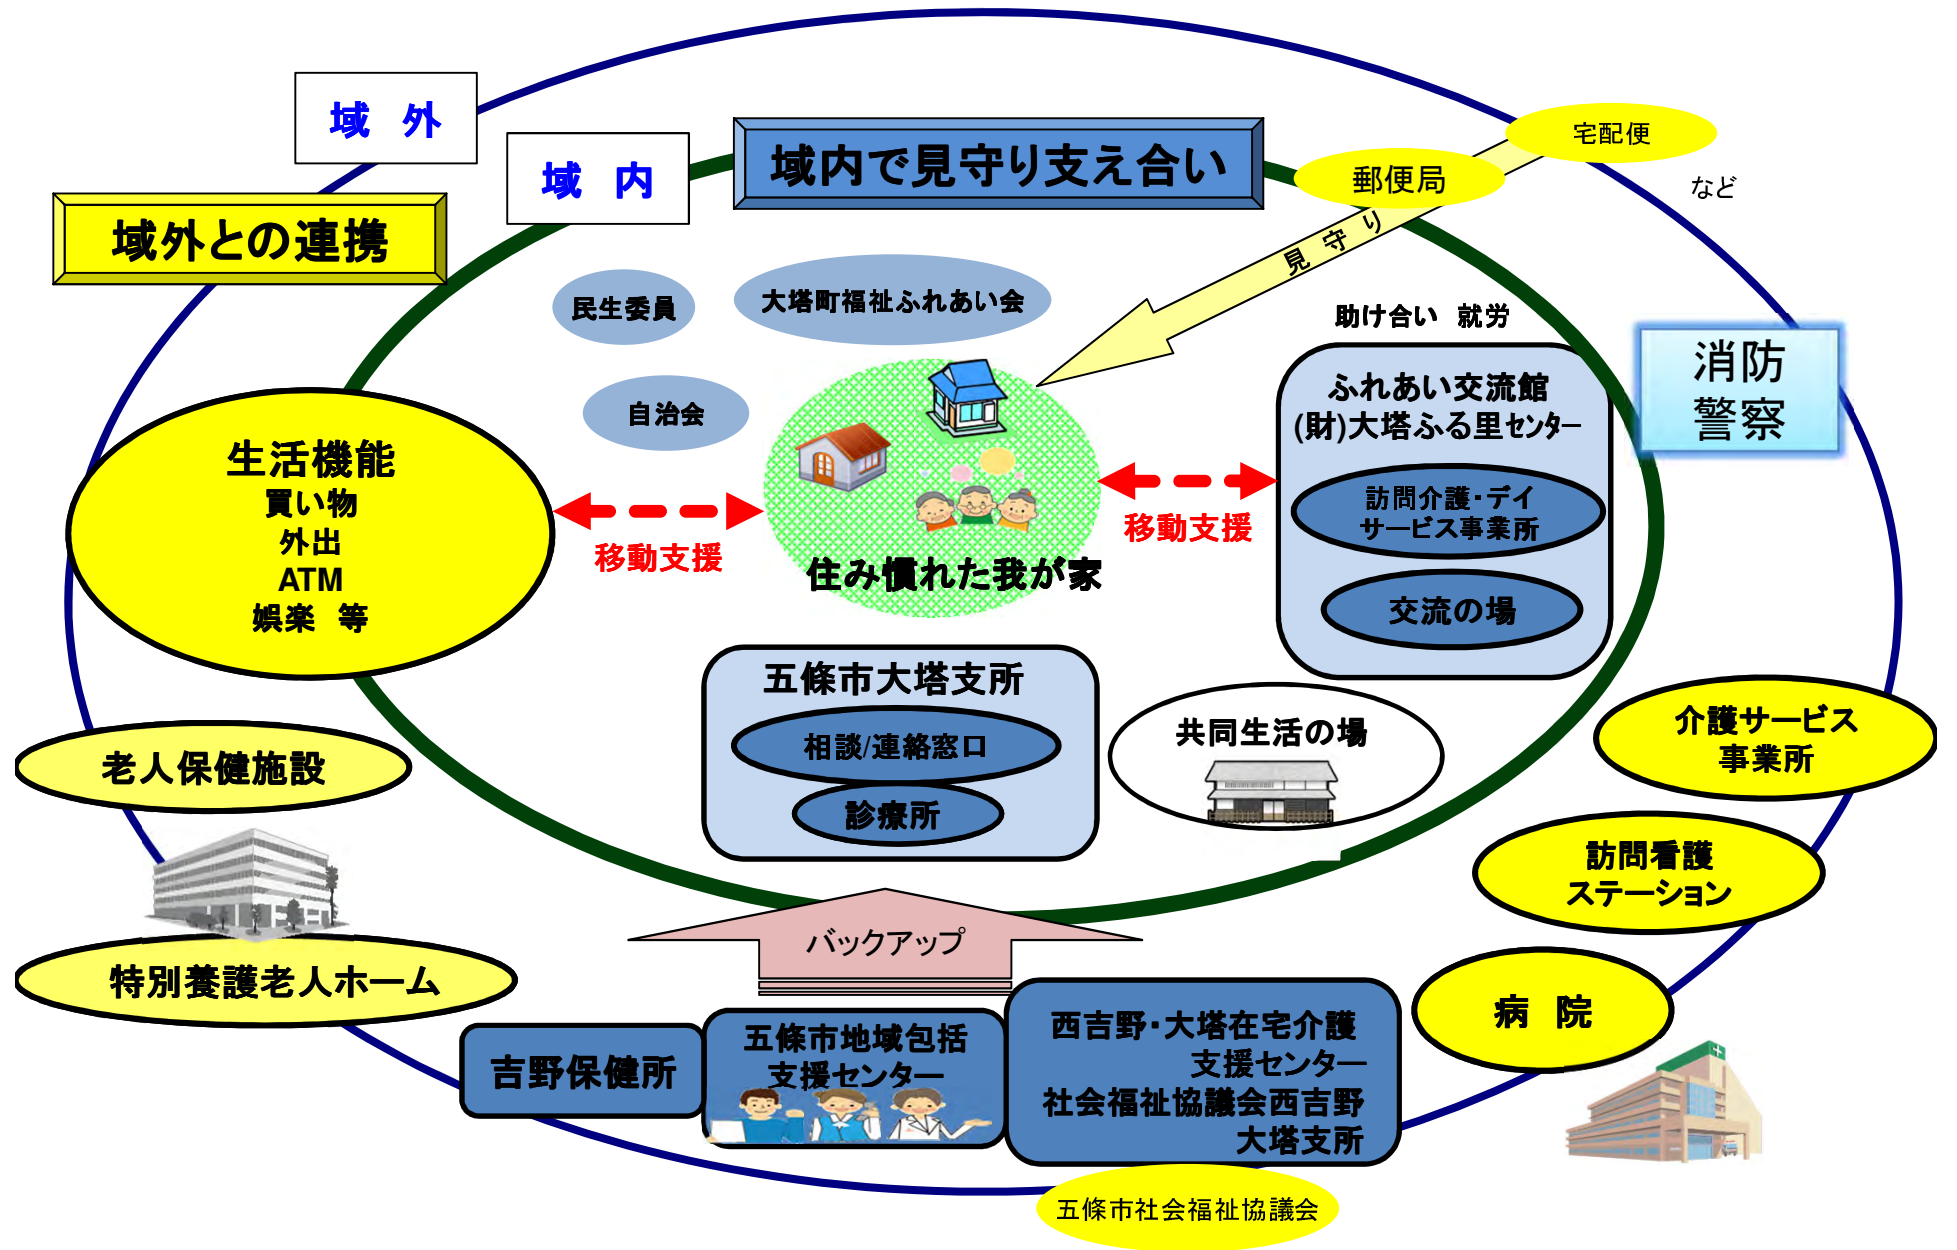 域　外
域　内
域内で見守り支え合い
宅配便
郵便局
など
域外との連携
見守り
民生委員
大塔町福祉ふれあい会
自治会
助け合い　就労
消防
警察
ふれあい交流館
(財)大塔ふる里センター
訪問介護・デイ
サービス事業所
交流の場
生活機能
買い物
外出
ATM
娯楽　等
移動支援
移動支援
住み慣れた我が家
五條市大塔支所
相談/連絡窓口
診療所
共同生活の場
介護サービス
事業所
老人保健施設
訪問看護
ステーション
特別養護老人ホーム
バックアップ
病　院
吉野保健所
五條市地域包括
支援センター
西吉野・大塔在宅介護
支援センター
社会福祉協議会西吉野
大塔支所
五條市社会福祉協議会